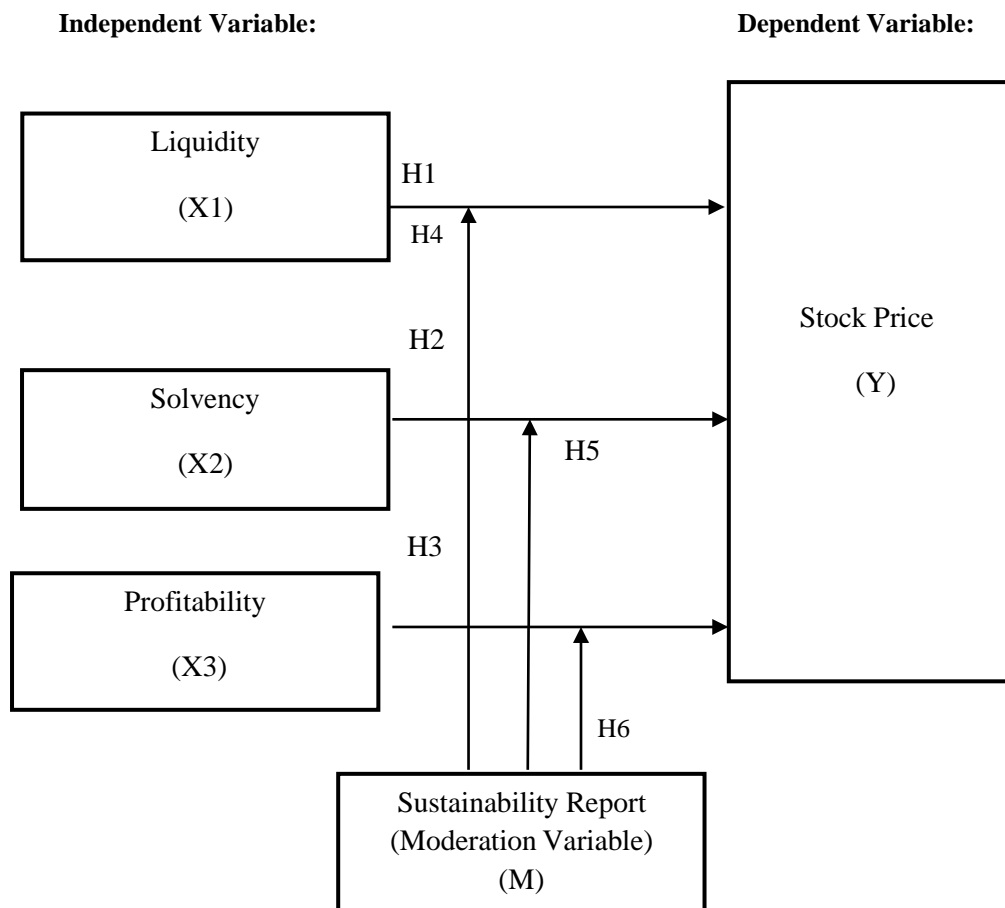 Independent Variable:
Dependent Variable:
Liquidity
(X1)
H1
H4
Stock Price
(Y)
H2
Solvency
(X2)
H5
H3
Profitability
(X3)
H6
Sustainability Report
(Moderation Variable)
(M)